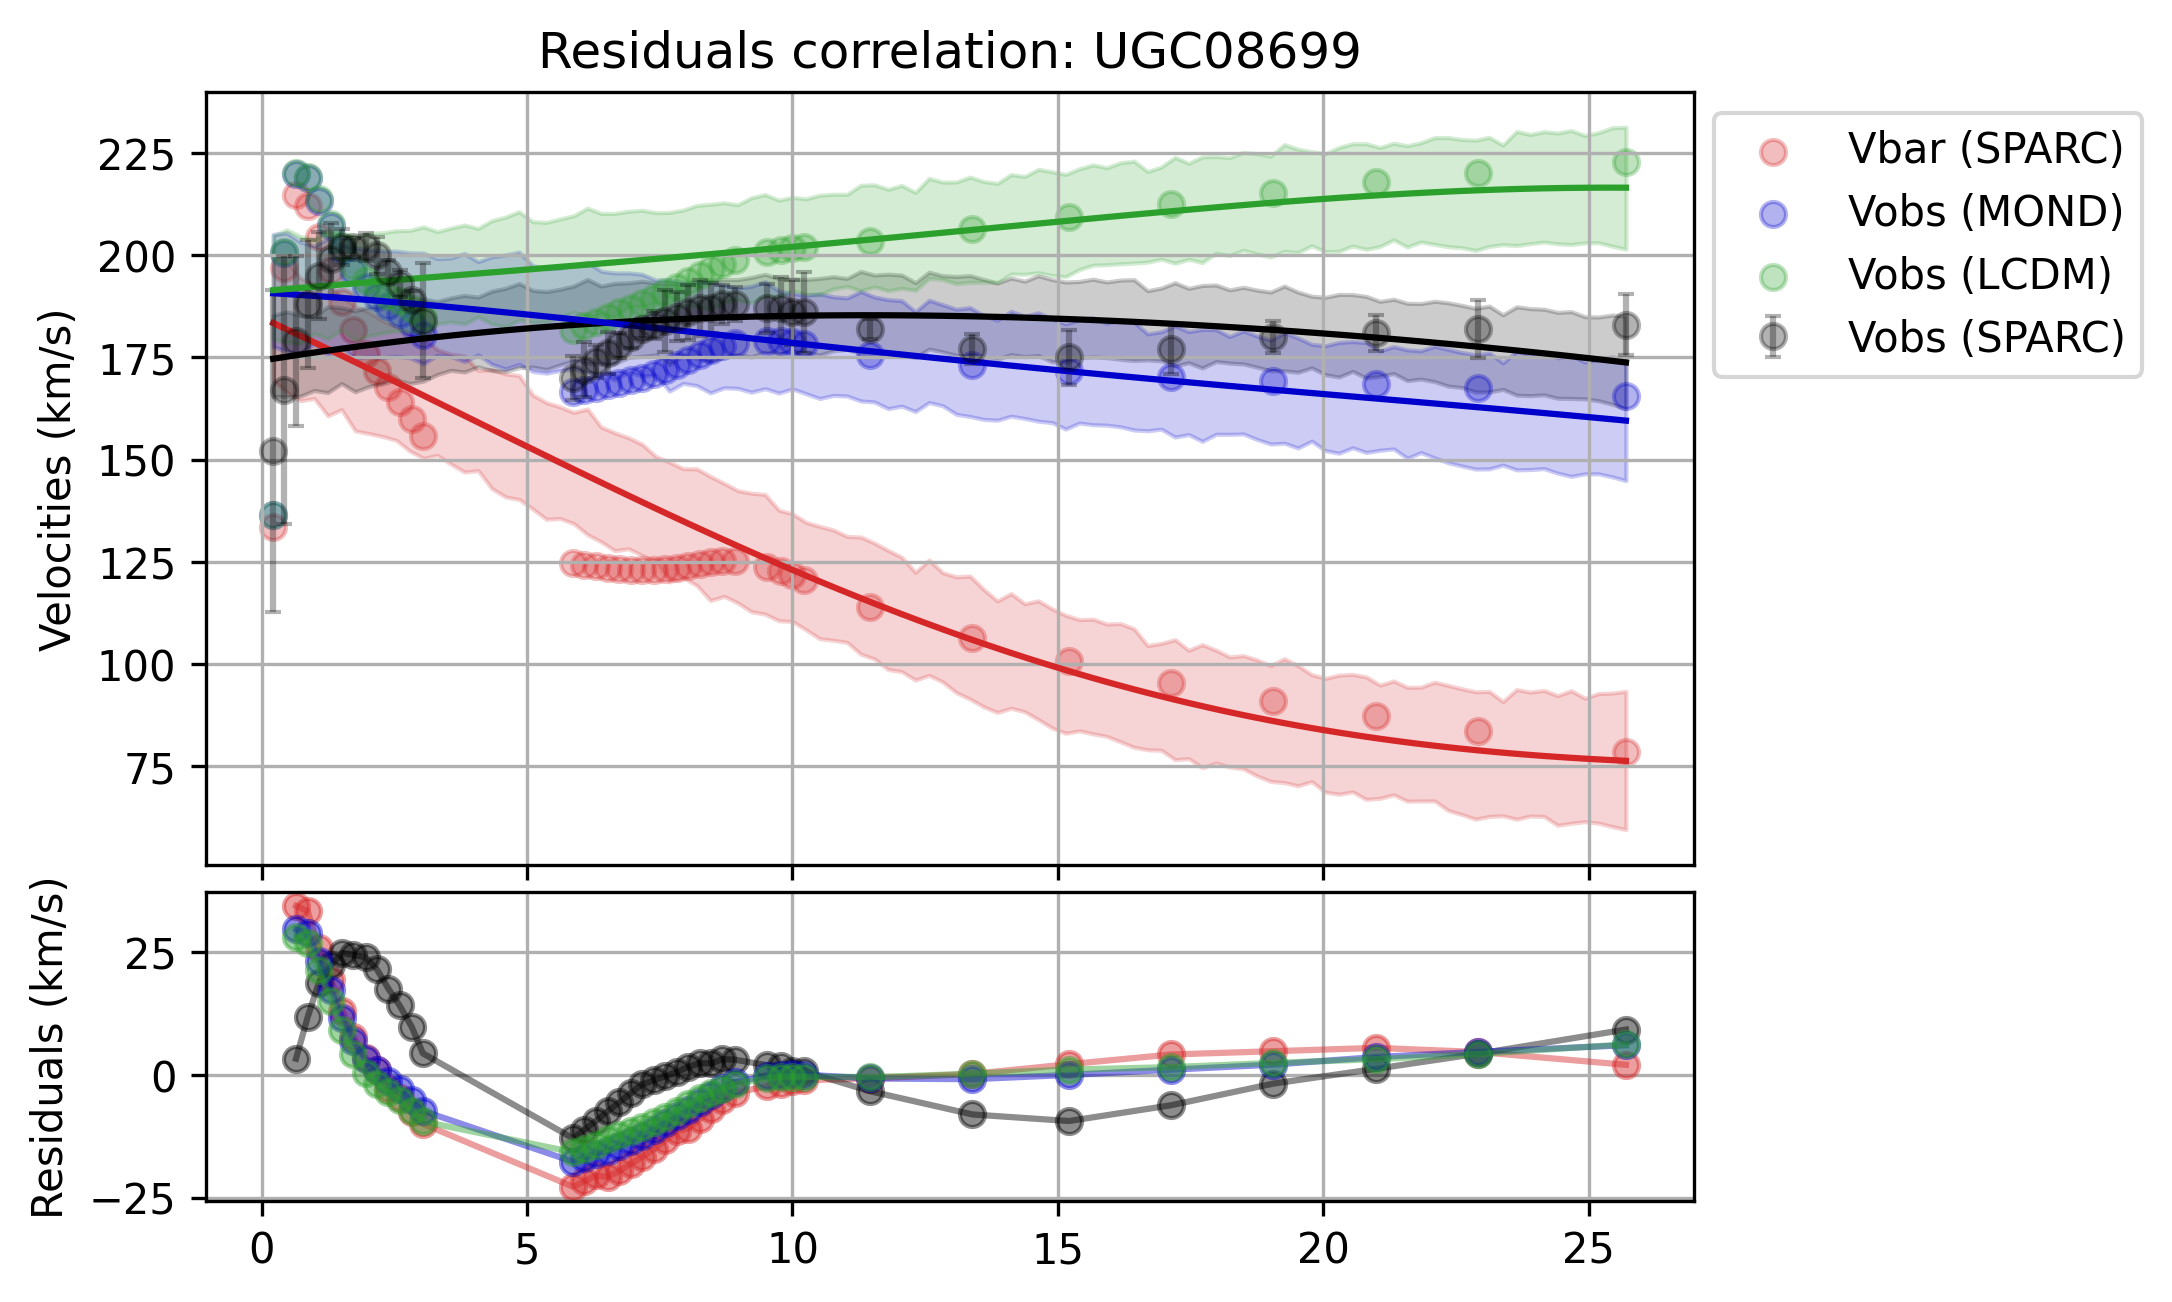 Residuals correlation: UGC08699
Velocities (km/s)
225
200
175
150
125
100
75
Vbar (SPARC)
Vobs (MOND)
Vobs (LCDM)
Vobs (SPARC)
Residuals (km/s)
25
0
−25
0 5 10 15 20 25